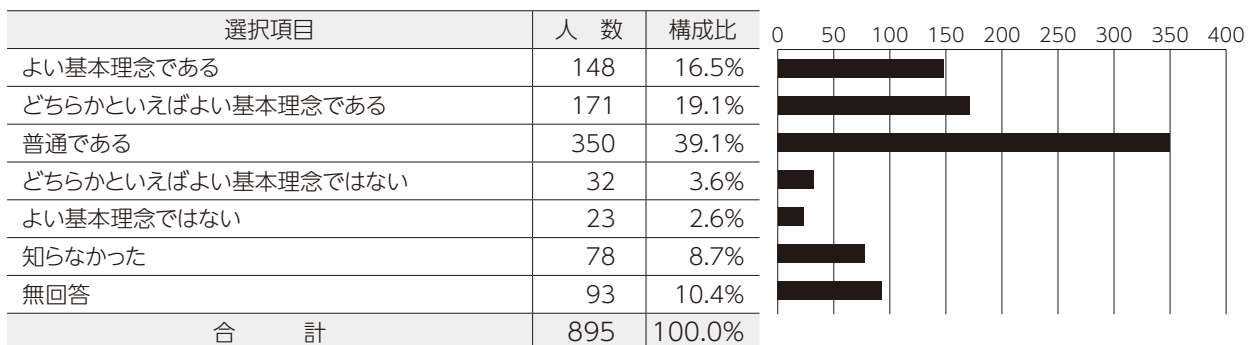 選択項目 人　数 構成比 0 50 100 150 200 250 300 350 400
よい基本理念である 148 16.5%
どちらかといえばよい基本理念である 171 19.1%
普通である 350 39.1%
どちらかといえばよい基本理念ではない 32 3.6%
よい基本理念ではない 23 2.6%
知らなかった 78 8.7%
無回答 93 10.4%
合　　　計 895 100.0%